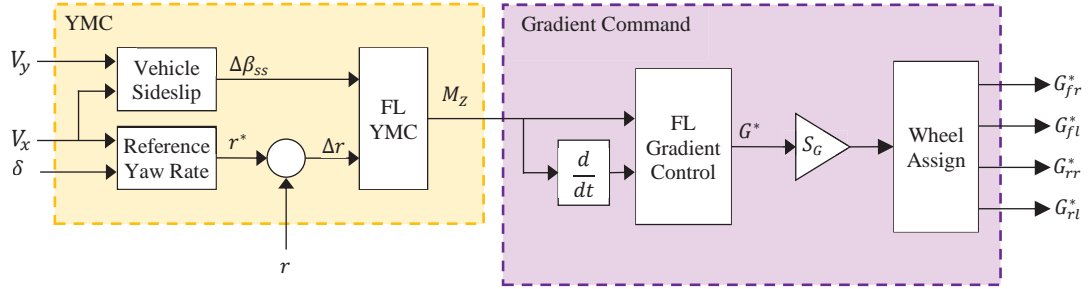 YMC
V_y
V_x
δ
Vehicle
Sideslip
Δβ_ss
Reference
Yaw Rate
r*
Δr
r
FL
YMC
M_Z
Gradient Command
d
dt
FL
Gradient
Control
G*
S_G
Wheel
Assign
G*_fr
G*_fl
G*_rr
G*_rl